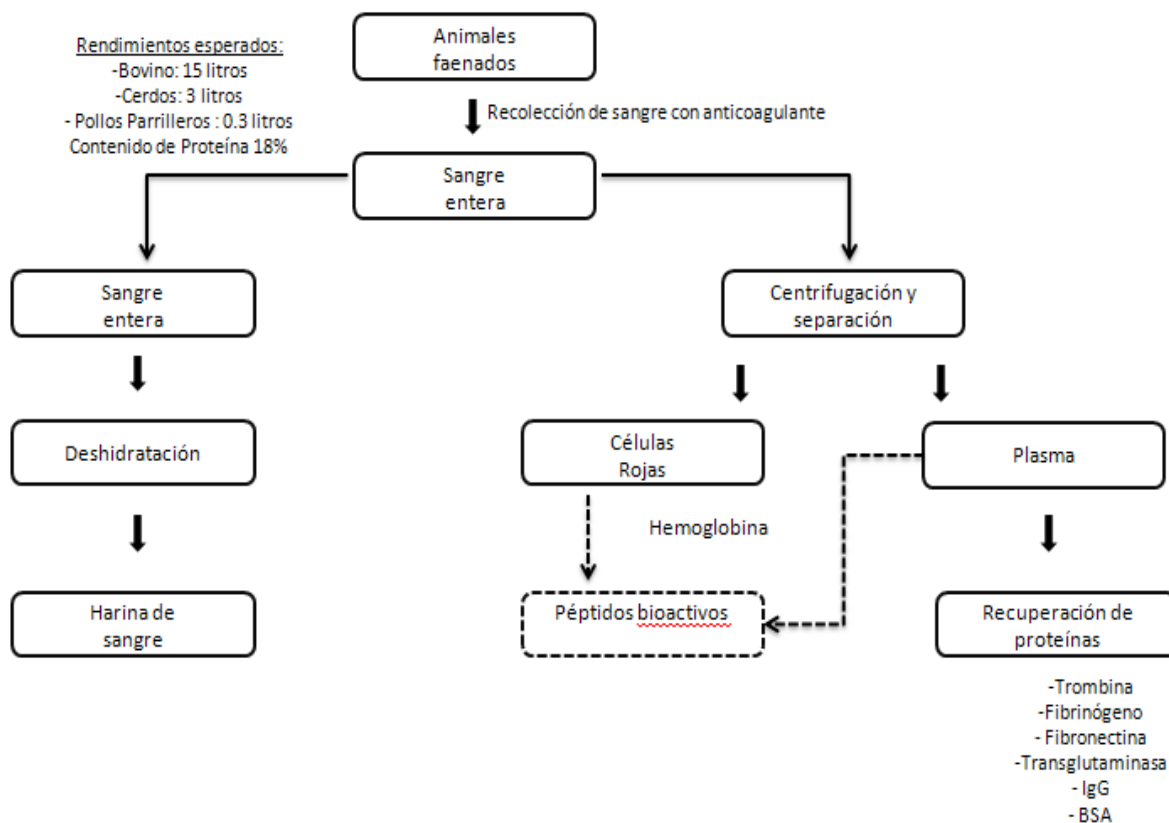 Rendimientos esperados:
-Bovino: 15 litros
-Cerdos: 3 litros
- Pollos Parrilleros : 0.3 litros
Contenido de Proteína 18%
Animales
faenados
Recolección de sangre con anticoagulante
Sangre
entera
Sangre
entera
Centrifugación y
separación
Deshidratación
Células
Rojas
Plasma
Hemoglobina
Harina de
sangre
Péptidos bioactivos
Recuperación de
proteínas
-Trombina
-Fibrinógeno
- Fibronectina
-Transglutaminasa
- IgG
- BSA